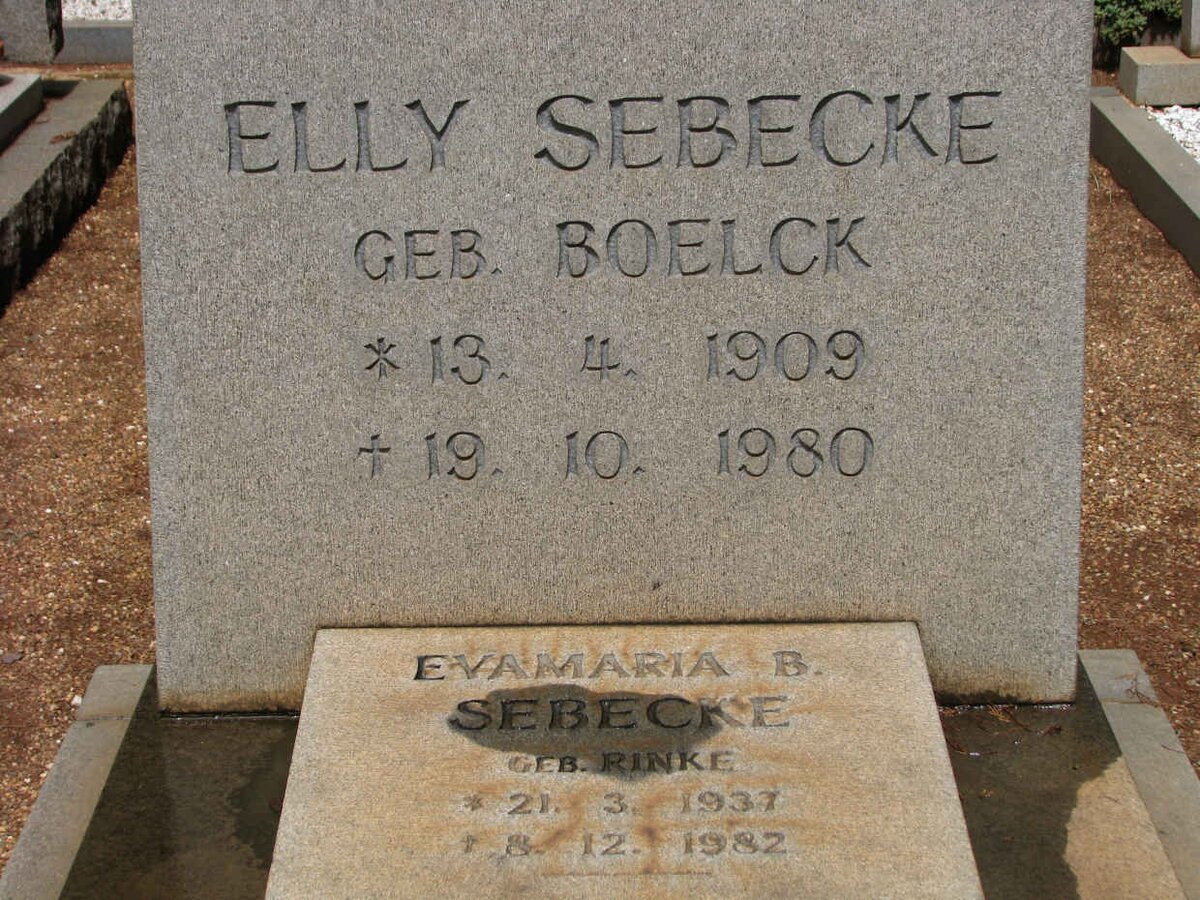 ELLY SEBECKE
GEB. BOELCK
* 13. 4. 1909
† 19. 10. 1980
EVAMARIA B.
SEBECKE
GEB. RINKE
* 21. 3. 1937
† 8. 12. 1982